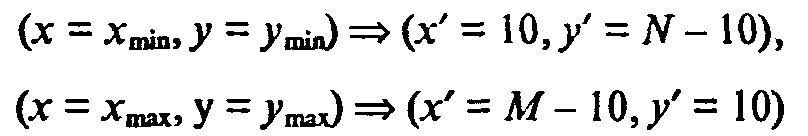 (x = x_min, y = y_min) ⇒ (x′ = 10, y′ = N − 10),
(x = x_max, y = y_max) ⇒ (x′ = M − 10, y′ = 10)